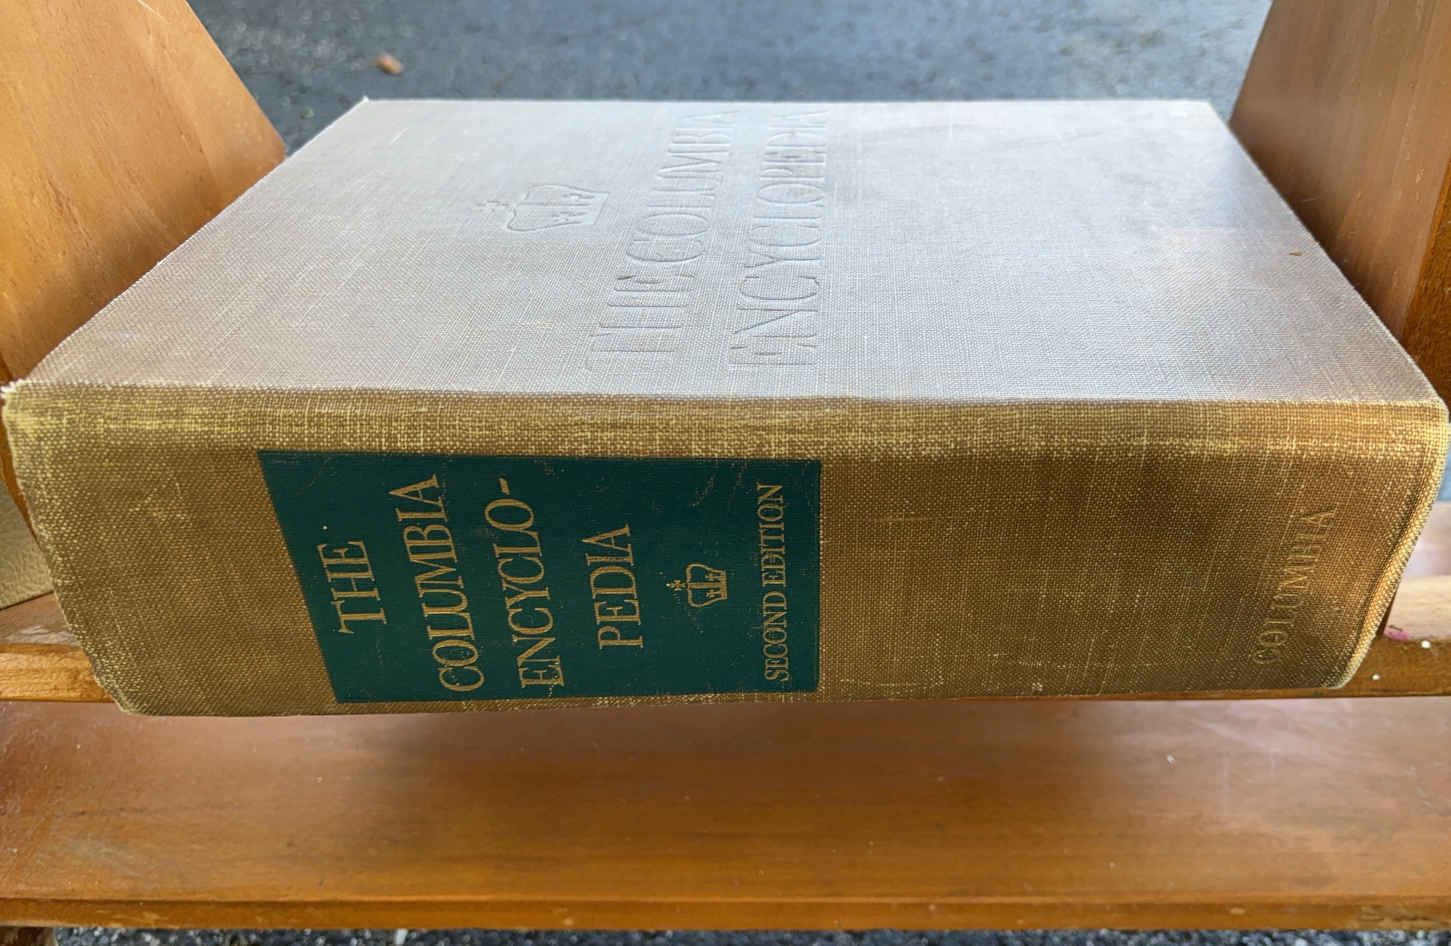 THE COLUMBIA
ENCYCLOPEDIA
THE
COLUMBIA
ENCYCLO-
PEDIA
SECOND EDITION
COLUMBIA